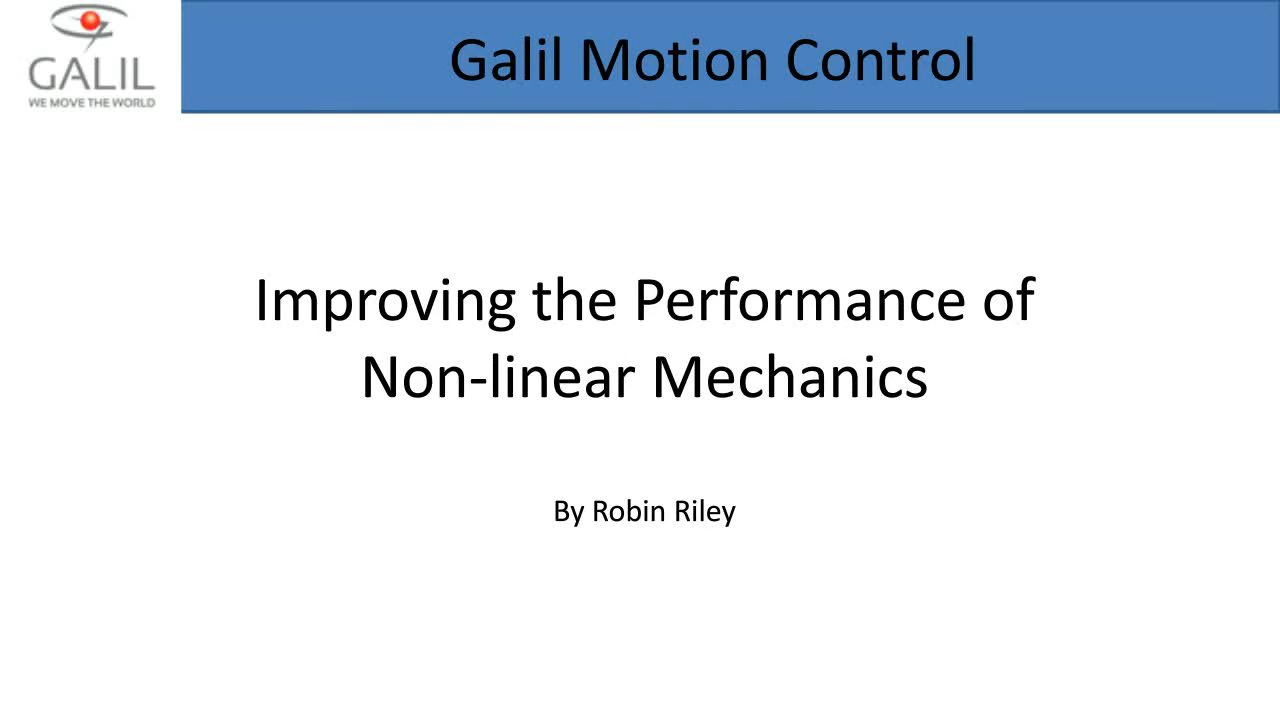 GALIL
WE MOVE THE WORLD
Galil Motion Control
Improving the Performance of
Non-linear Mechanics
By Robin Riley